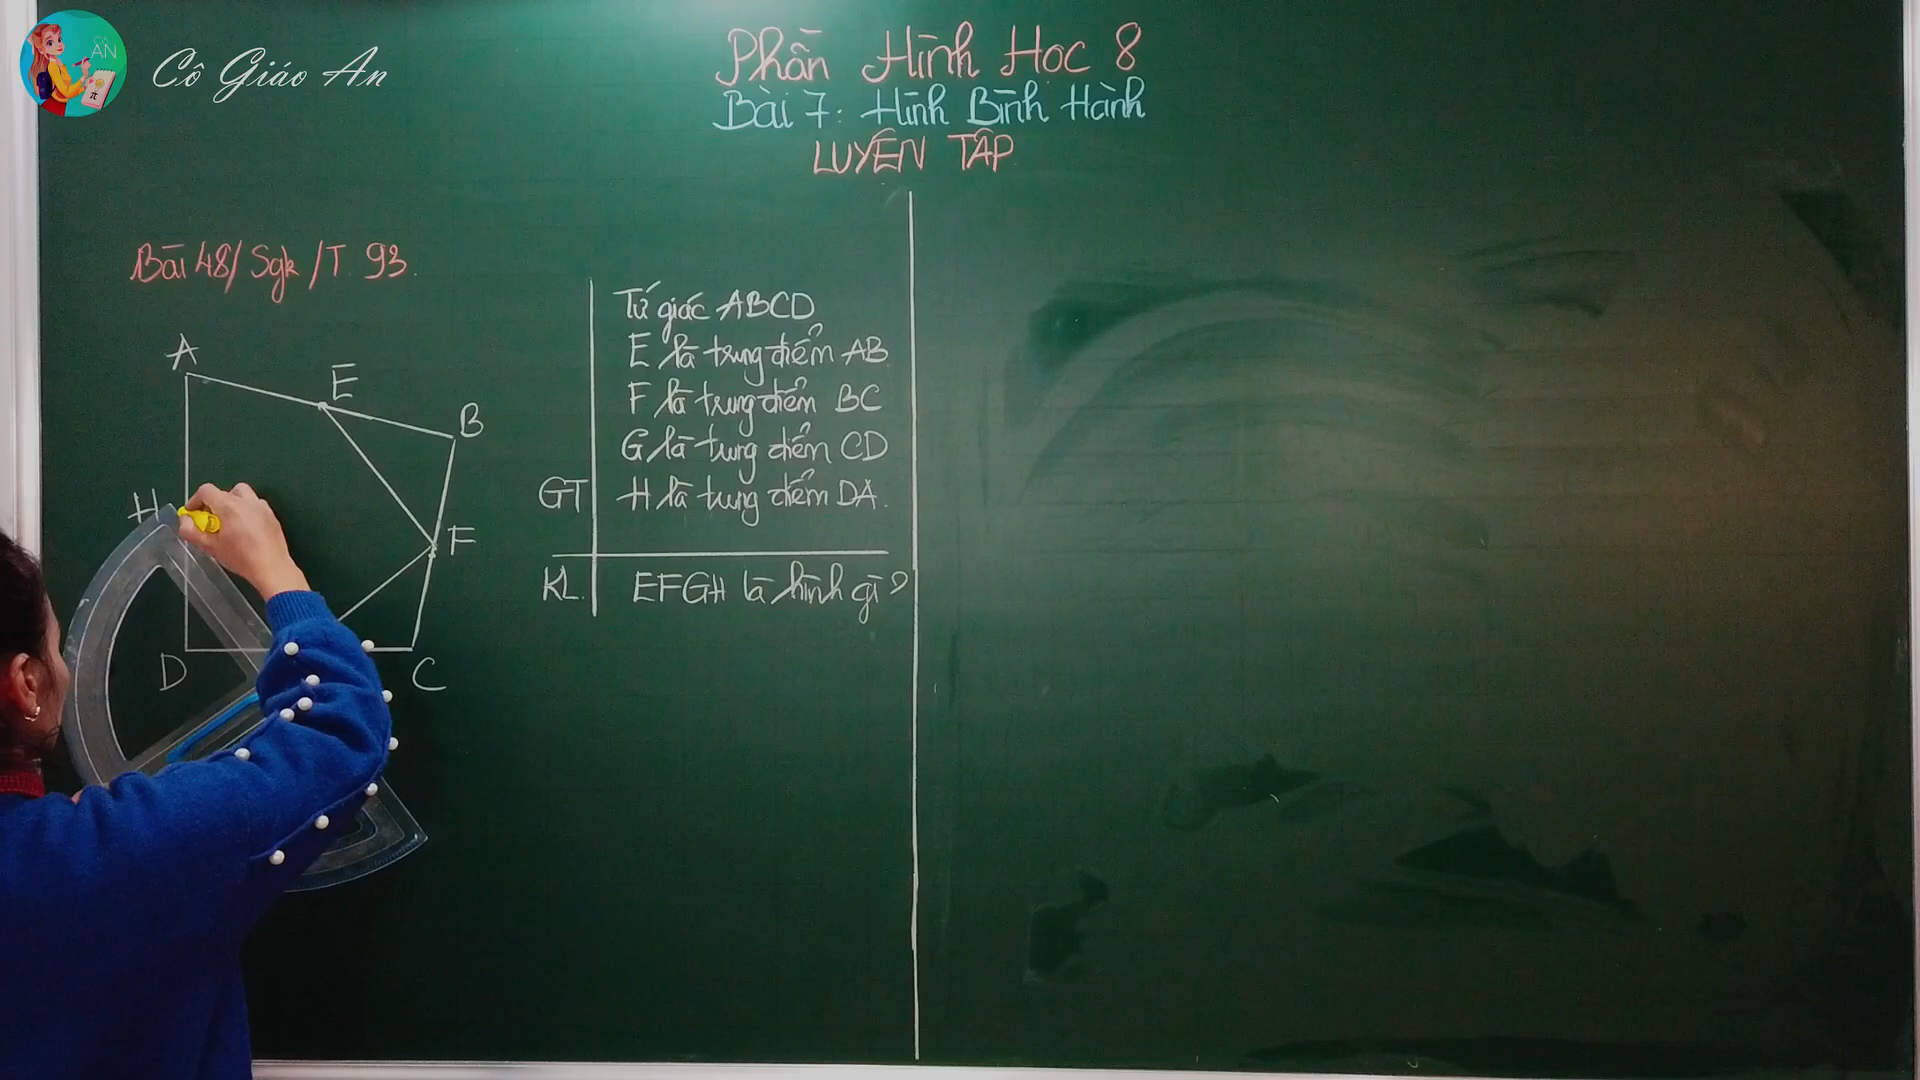 Cô Giáo An
Phần Hình Học 8
Bài 7: Hình Bình Hành
LUYỆN TẬP
Bài 48/Sgk/T 93.
Tứ giác ABCD
E là trung điểm AB
F là trung điểm BC
G là trung điểm CD
GT H là trung điểm DA.
KL. EFGH là hình gì?
A
E
B
H
F
D
C